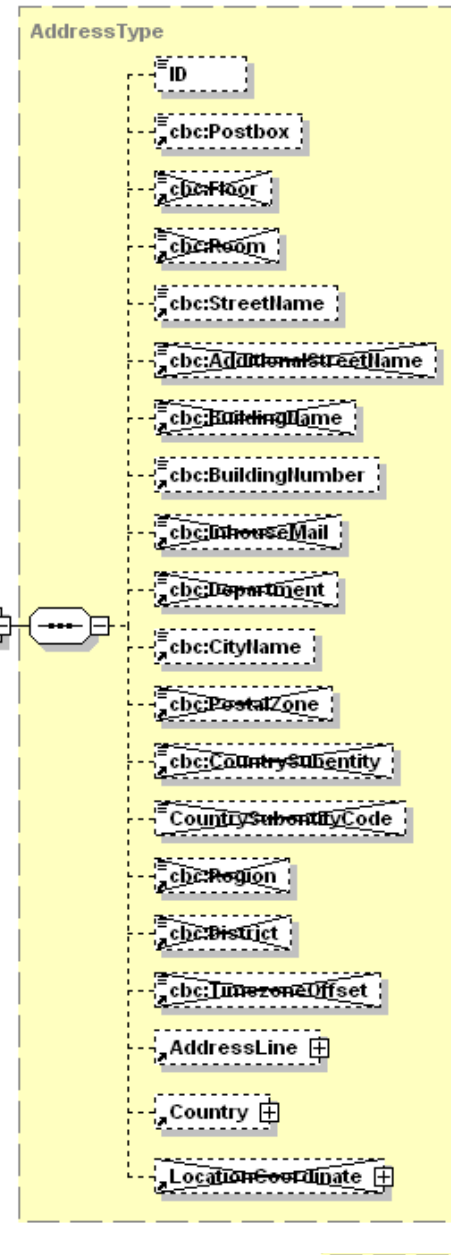 AddressType
ID
cbc:Postbox
cbc:Floor
cbc:Room
cbc:StreetName
cbc:AdditionalStreetName
cbc:BuildingName
cbc:BuildingNumber
cbc:InhouseMail
cbc:Department
cbc:CityName
cbc:PostalZone
cbc:CountrySubentity
CountrySubentityCode
cbc:Region
cbc:District
cbc:TimezoneOffset
AddressLine
Country
LocationCoordinate